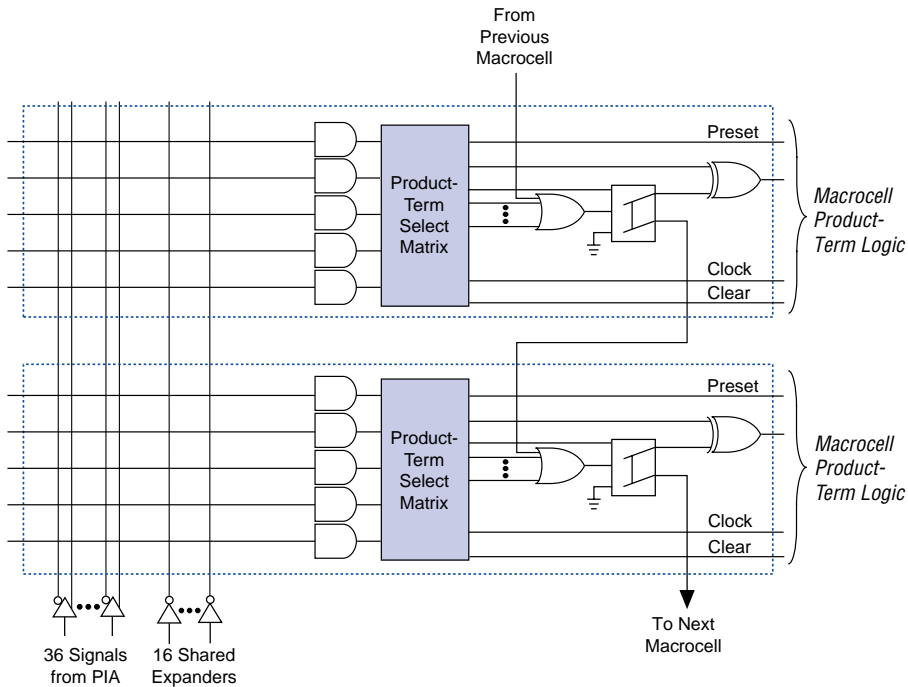 From
Previous
Macrocell
Preset
Product-
Term
Select
Matrix
Macrocell
Product-
Term Logic
Clock
Clear
Preset
Product-
Term
Select
Matrix
Macrocell
Product-
Term Logic
Clock
Clear
36 Signals
from PIA
16 Shared
Expanders
To Next
Macrocell